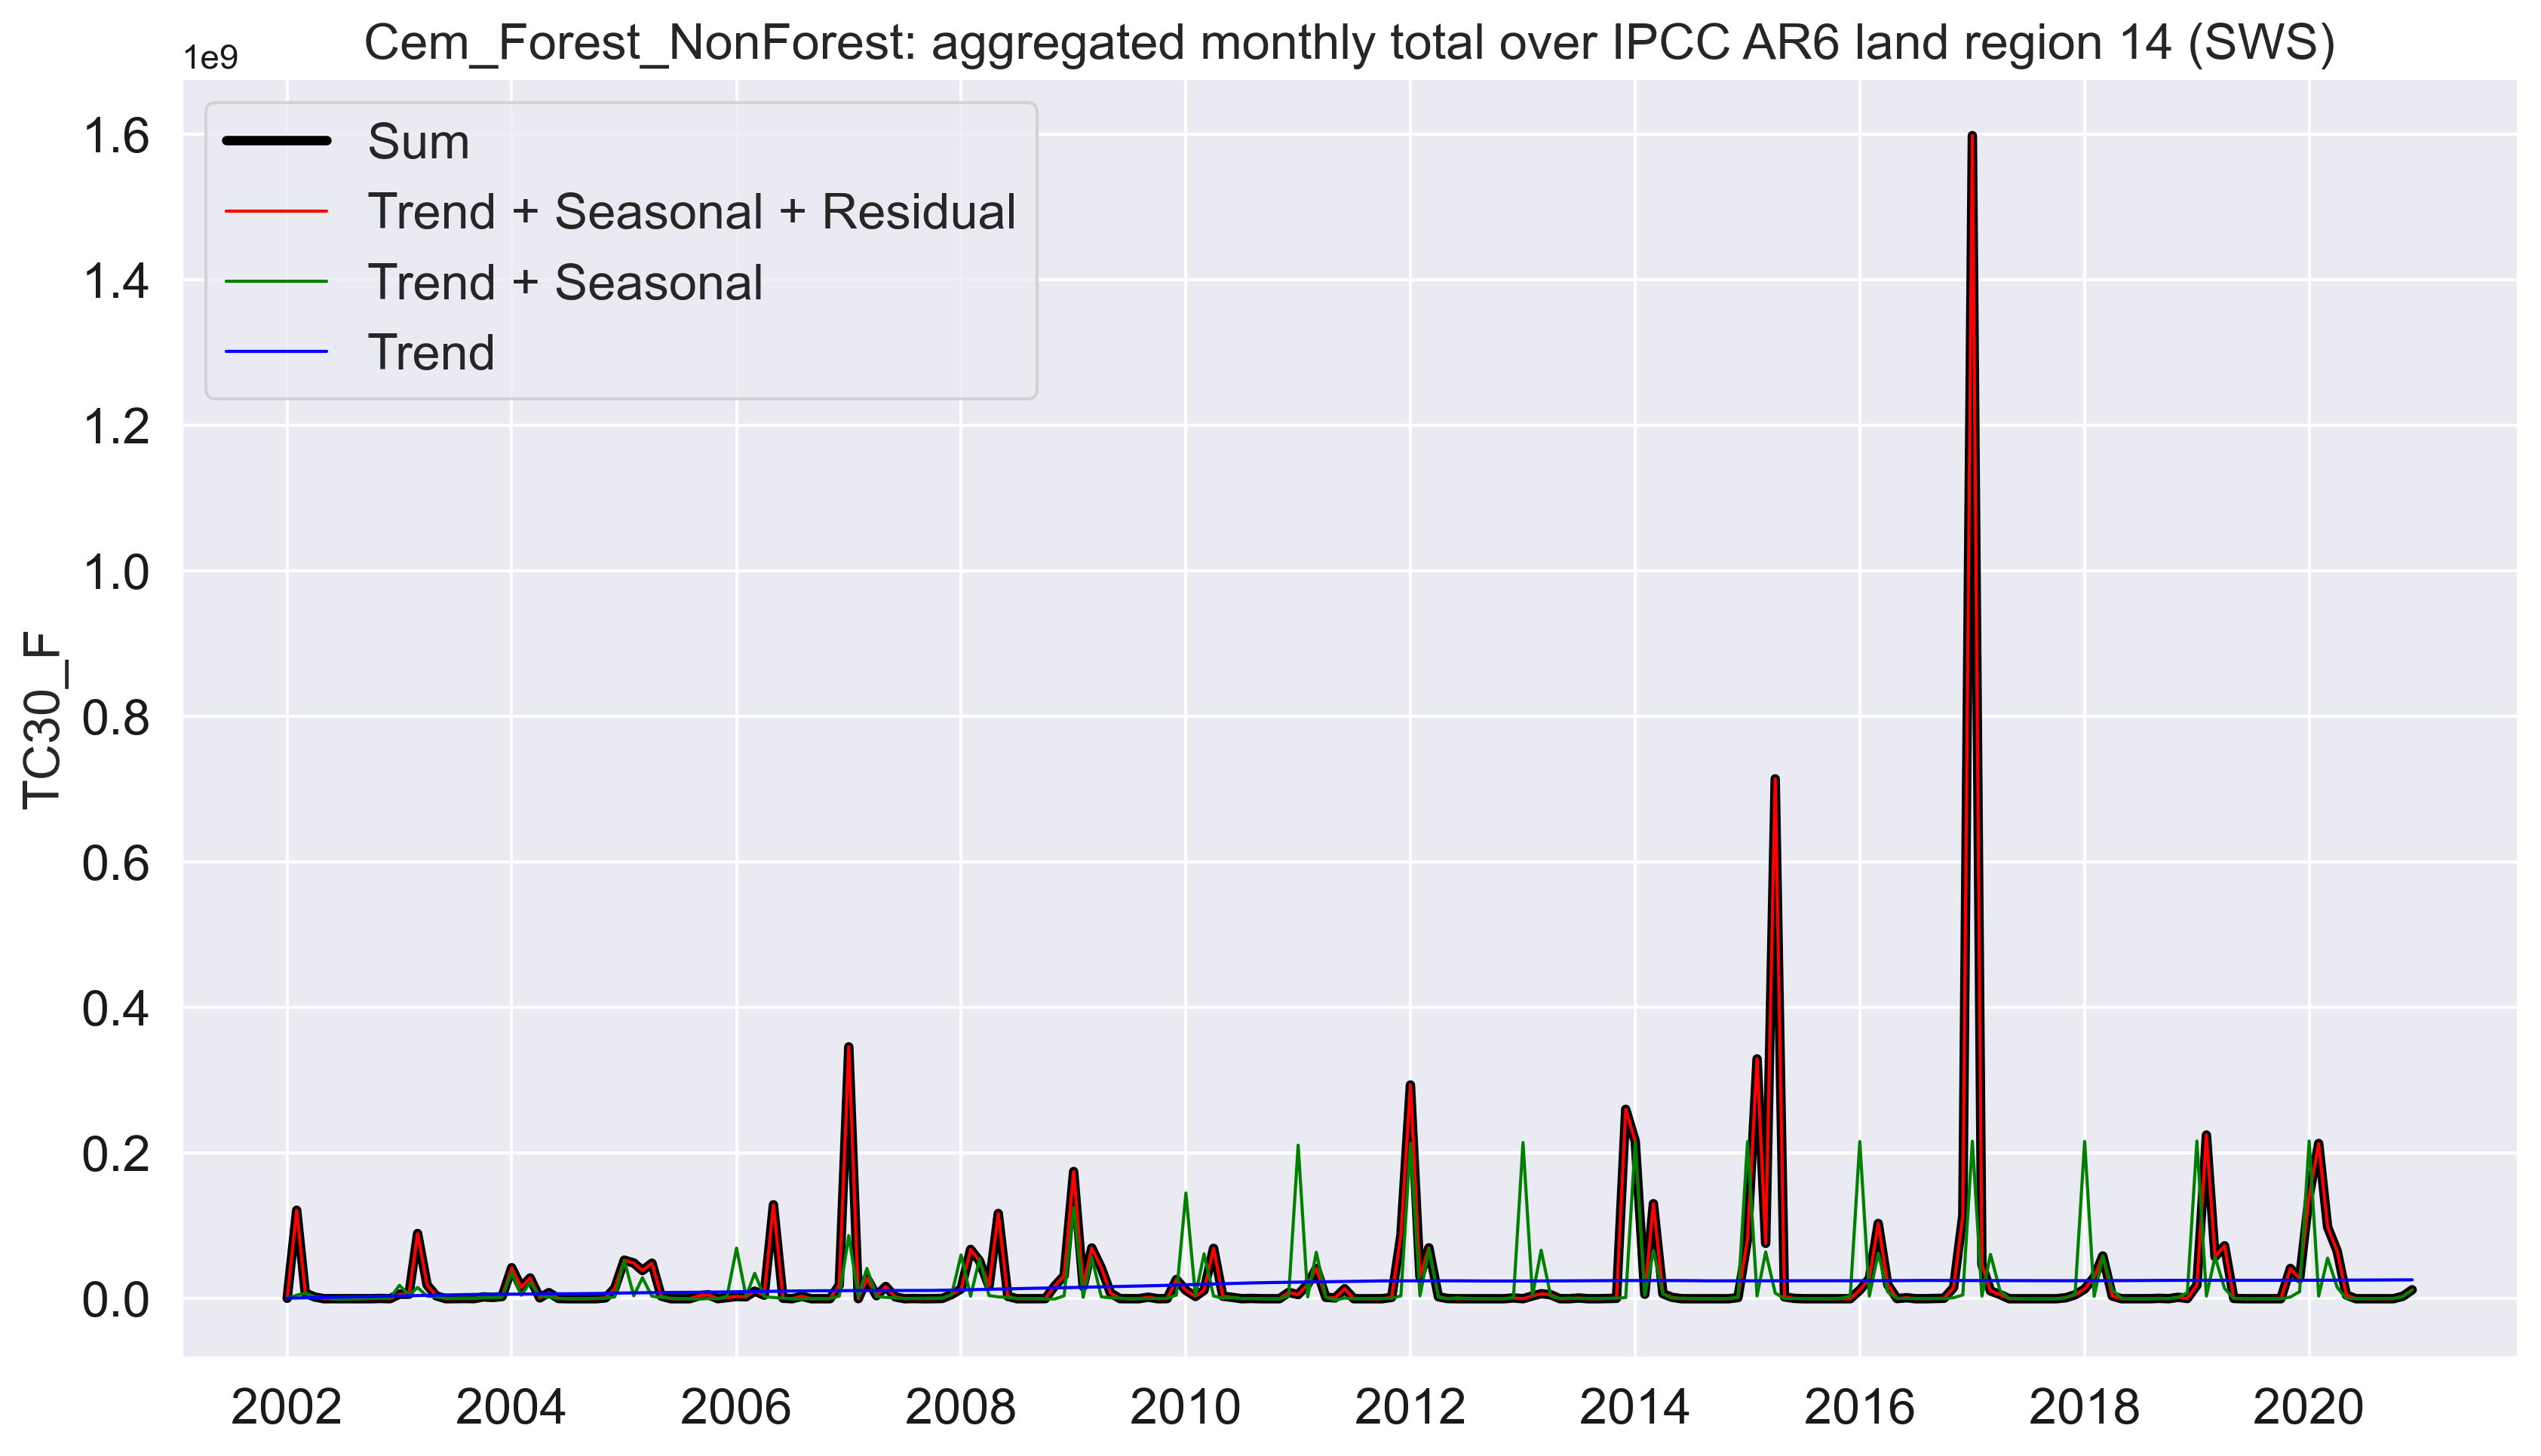 Cem_Forest_NonForest: aggregated monthly total over IPCC AR6 land region 14 (SWS)
1e9
Sum
Trend + Seasonal + Residual
Trend + Seasonal
Trend
1.6
1.4
1.2
1.0
0.8
0.6
0.4
0.2
0.0
TC30_F
2002 2004 2006 2008 2010 2012 2014 2016 2018 2020